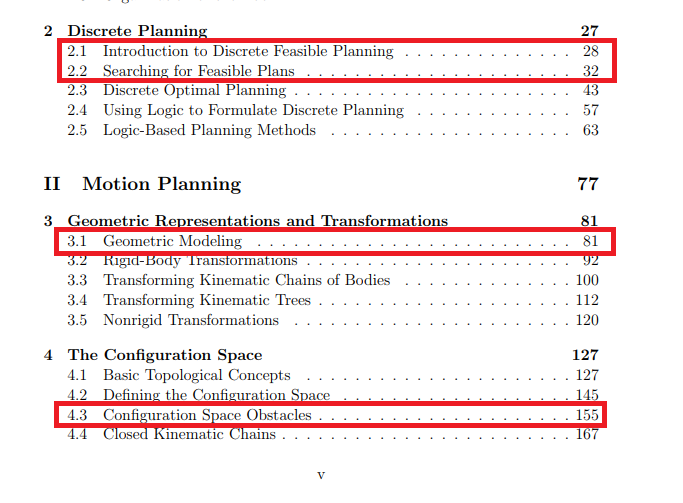 2 Discrete Planning 27
2.1 Introduction to Discrete Feasible Planning . . . . . . . . . . . . . . . . 28
2.2 Searching for Feasible Plans . . . . . . . . . . . . . . . . . . . . . . . . 32
2.3 Discrete Optimal Planning . . . . . . . . . . . . . . . . . . . . . . . . . 43
2.4 Using Logic to Formulate Discrete Planning . . . . . . . . . . . . . . . 57
2.5 Logic-Based Planning Methods . . . . . . . . . . . . . . . . . . . . . . 63
II Motion Planning 77
3 Geometric Representations and Transformations 81
3.1 Geometric Modeling . . . . . . . . . . . . . . . . . . . . . . . . . . . . 81
3.2 Rigid-Body Transformations . . . . . . . . . . . . . . . . . . . . . . . . 92
3.3 Transforming Kinematic Chains of Bodies . . . . . . . . . . . . . . . . 100
3.4 Transforming Kinematic Trees . . . . . . . . . . . . . . . . . . . . . . . 112
3.5 Nonrigid Transformations . . . . . . . . . . . . . . . . . . . . . . . . . 120
4 The Configuration Space 127
4.1 Basic Topological Concepts . . . . . . . . . . . . . . . . . . . . . . . . 127
4.2 Defining the Configuration Space . . . . . . . . . . . . . . . . . . . . . 145
4.3 Configuration Space Obstacles . . . . . . . . . . . . . . . . . . . . . . . 155
4.4 Closed Kinematic Chains . . . . . . . . . . . . . . . . . . . . . . . . . . 167
v